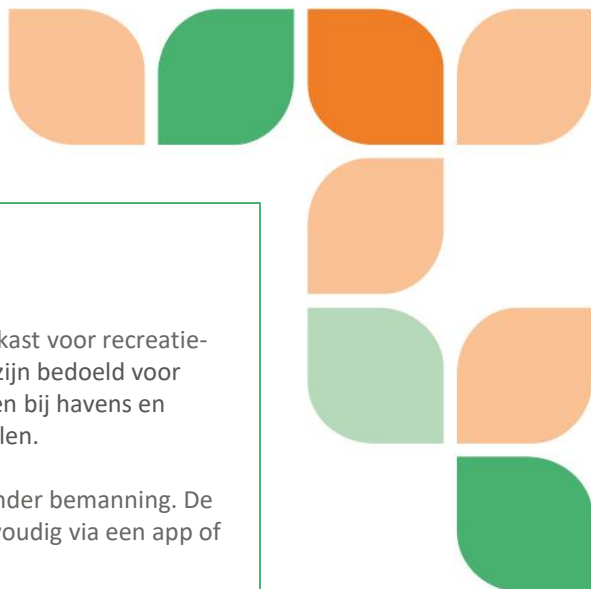 kast voor recreatie-
zijn bedoeld voor
en bij havens en
len.
nder bemanning. De
voudig via een app of